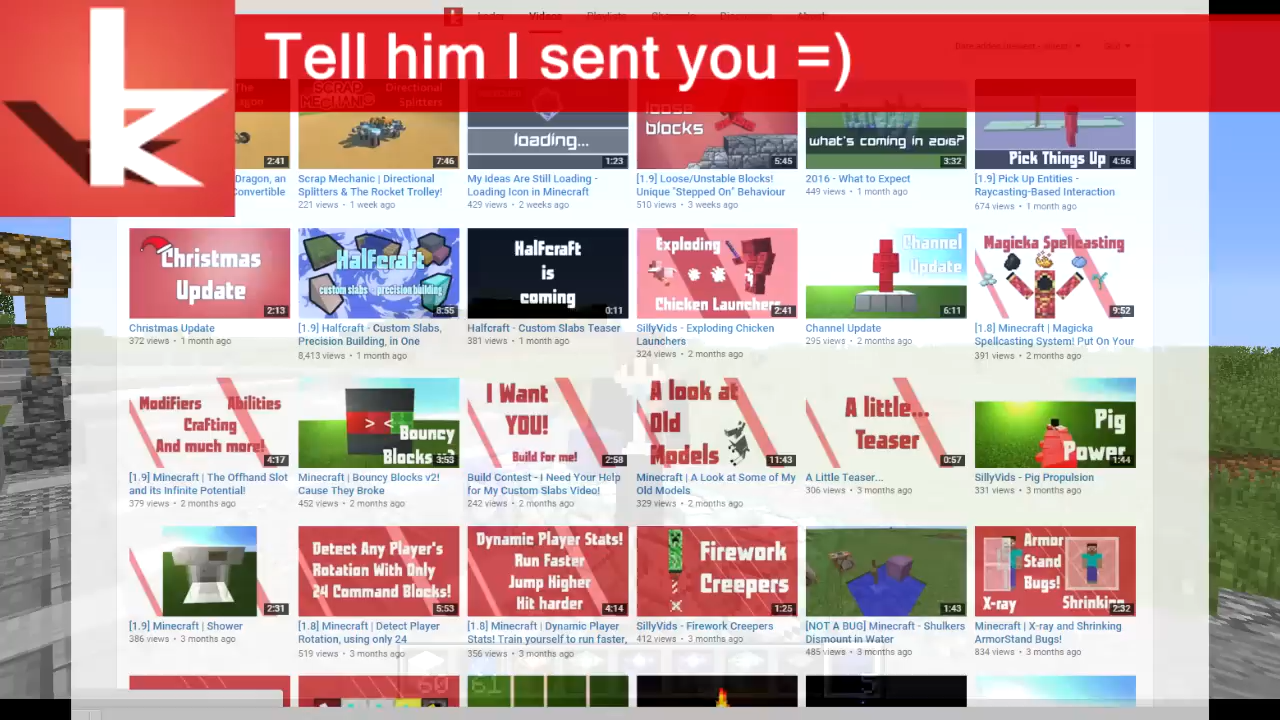 Videos
Playlists
Channels
Discussion
About
Tell him I sent you =)
The
Dragon
2:41
Dragon, an
Convertible
SCRAP MECHANIC
Directional
Splitters
7:46
Scrap Mechanic | Directional
Splitters & The Rocket Trolley!
221 views • 1 week ago
loading...
1:23
My Ideas Are Still Loading -
Loading Icon in Minecraft
429 views • 2 weeks ago
loose
blocks
5:45
[1.9] Loose/Unstable Blocks!
Unique "Stepped On" Behaviour
510 views • 3 weeks ago
what's coming in 2016?
3:32
2016 - What to Expect
449 views • 1 month ago
Pick Things Up
4:56
[1.9] Pick Up Entities -
Raycasting-Based Interaction
674 views • 1 month ago
Christmas
Update
2:13
Christmas Update
372 views • 1 month ago
Halfcraft
custom slabs
precision building
8:55
[1.9] Halfcraft - Custom Slabs,
Precision Building, in One
8,413 views • 1 month ago
Halfcraft
is
coming
0:11
Halfcraft - Custom Slabs Teaser
381 views • 1 month ago
Exploding
Chicken Launchers
2:41
SillyVids - Exploding Chicken
Launchers
324 views • 2 months ago
Channel
Update
6:11
Channel Update
295 views • 2 months ago
Magicka Spellcasting
9:52
[1.8] Minecraft | Magicka
Spellcasting System! Put On Your
391 views • 2 months ago
Modifiers Abilities
Crafting
And much more!
4:17
[1.9] Minecraft | The Offhand Slot
and its Infinite Potential!
379 views • 2 months ago
> <
Bouncy
Blocks v2!
3:53
Minecraft | Bouncy Blocks v2!
Cause They Broke
452 views • 2 months ago
I Want
YOU!
Build for me!
2:58
Build Contest - I Need Your Help
for My Custom Slabs Video!
242 views • 2 months ago
A look at
Old
Models
11:43
Minecraft | A Look at Some of My
Old Models
329 views • 2 months ago
A little...
Teaser
0:57
A Little Teaser...
306 views • 3 months ago
Pig
Power
1:44
SillyVids - Pig Propulsion
331 views • 3 months ago
2:31
[1.9] Minecraft | Shower
386 views • 3 months ago
Detect Any Player's
Rotation With Only
24 Command Blocks!
5:53
[1.8] Minecraft | Detect Player
Rotation, using only 24
519 views • 3 months ago
Dynamic Player Stats!
Run Faster
Jump Higher
Hit harder
4:14
[1.8] Minecraft | Dynamic Player
Stats! Train yourself to run faster,
356 views • 3 months ago
Firework
Creepers
1:25
SillyVids - Firework Creepers
412 views • 3 months ago
1:43
[NOT A BUG] Minecraft - Shulkers
Dismount in Water
485 views • 3 months ago
Armor
Stand
Bugs!
X-ray
Shrinking
2:32
Minecraft | X-ray and Shrinking
ArmorStand Bugs!
834 views • 3 months ago
60
61
5